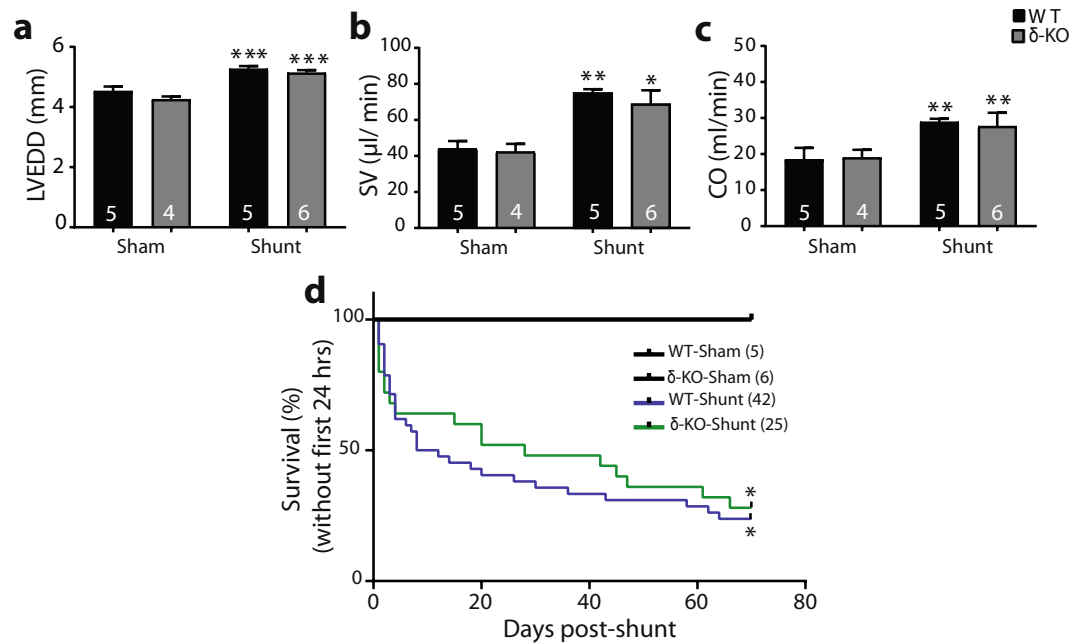 WT
δ-KO
a
LVEDD (mm)
6
4
2
0
***
***
5
4
5
6
Sham
Shunt
b
SV (µl/ min)
100
80
60
40
20
0
**
*
5
4
5
6
Sham
Shunt
c
CO (ml/min)
50
40
30
20
10
0
**
**
5
4
5
6
Sham
Shunt
d
Survival (%)
(without first 24 hrs)
100
50
0
WT-Sham (5)
δ-KO-Sham (6)
WT-Shunt (42)
δ-KO-Shunt (25)
*
*
0
20
40
60
80
Days post-shunt